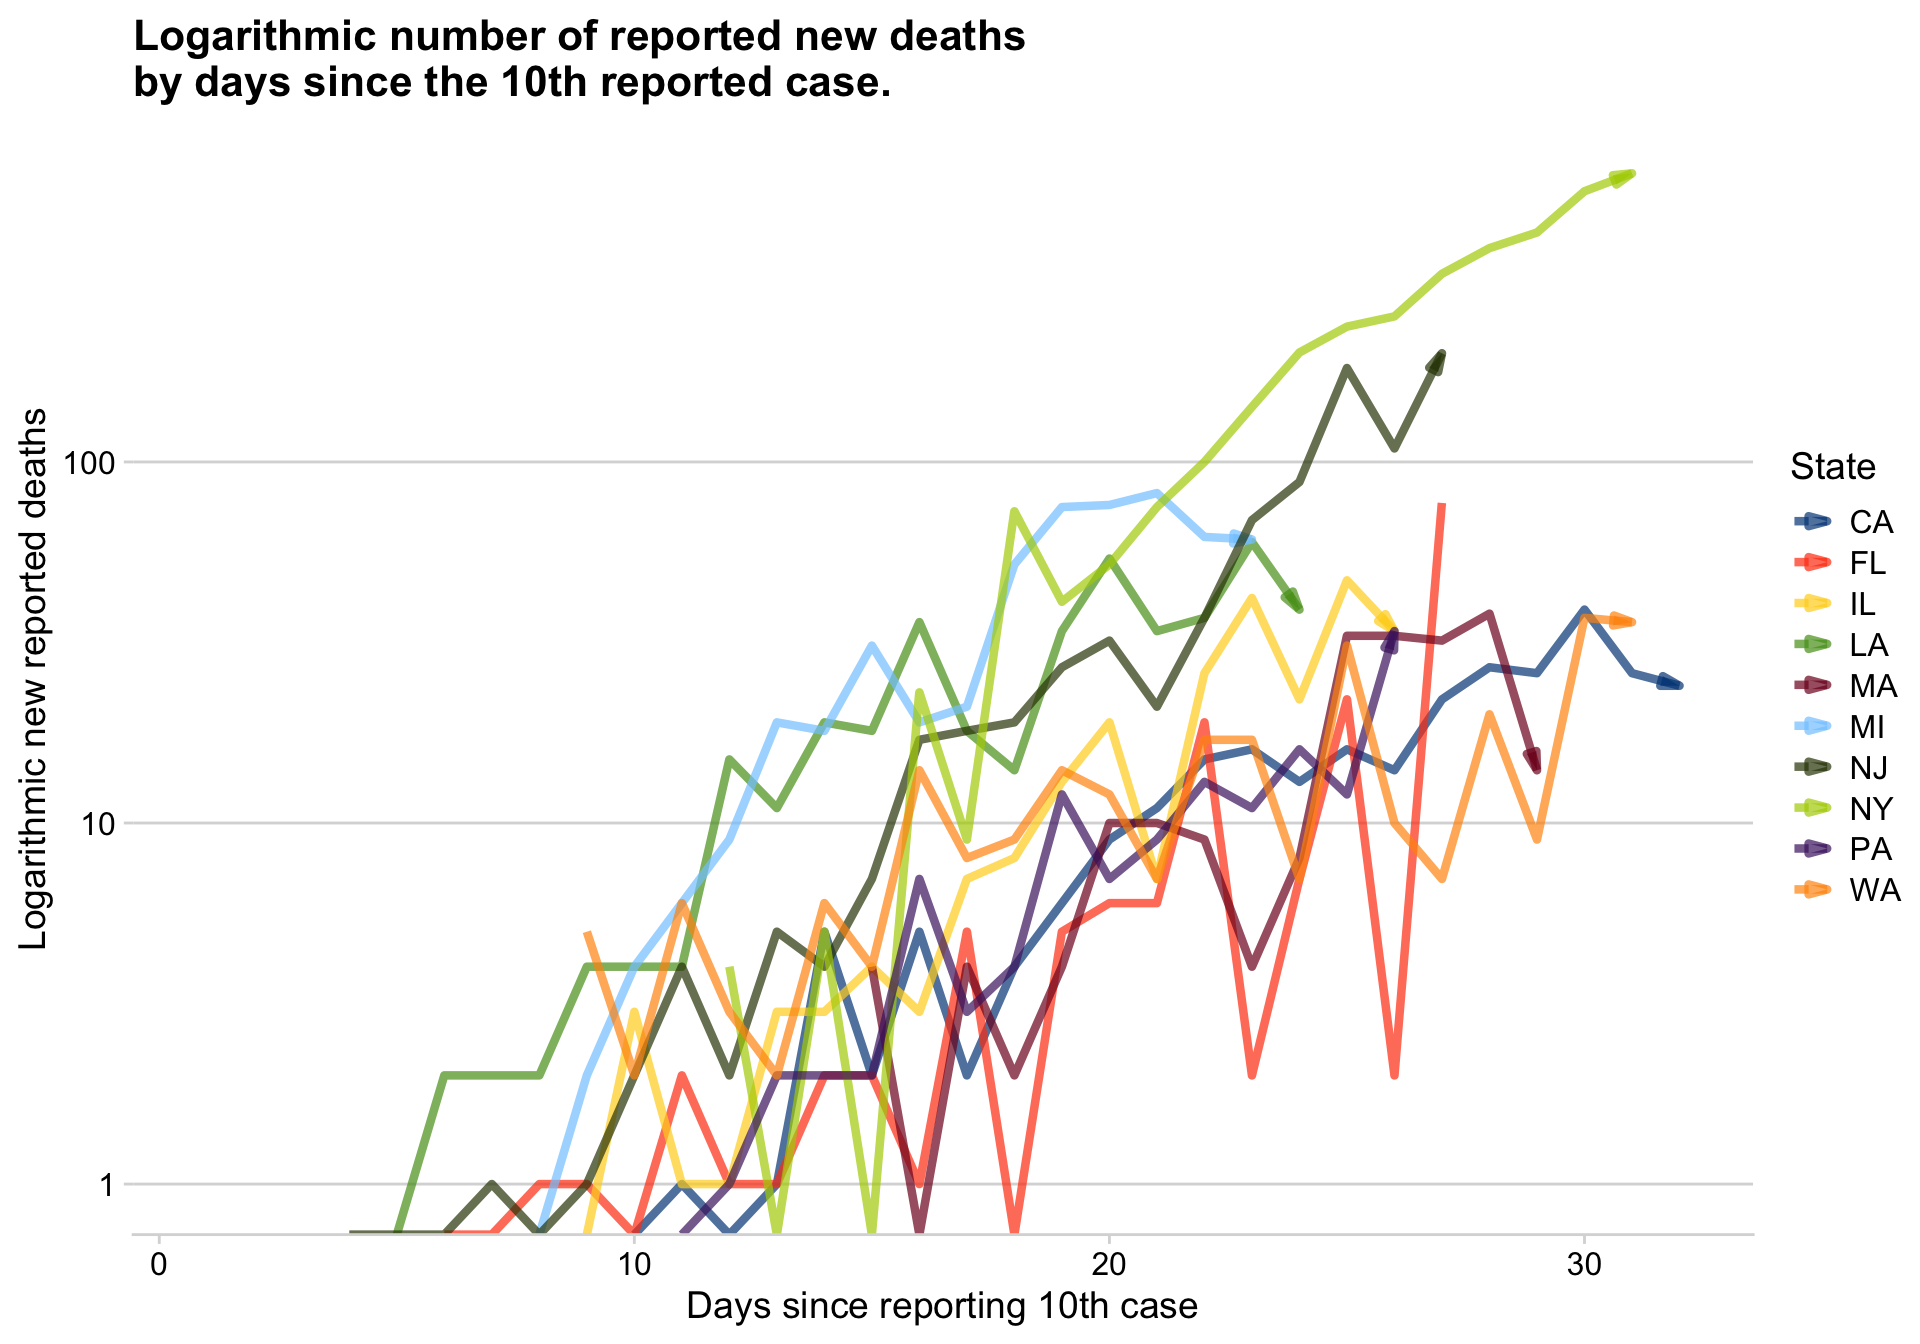 Logarithmic number of reported new deaths
by days since the 10th reported case.
Logarithmic new reported deaths
100
10
1
0
10
20
30
Days since reporting 10th case
State
CA
FL
IL
LA
MA
MI
NJ
NY
PA
WA